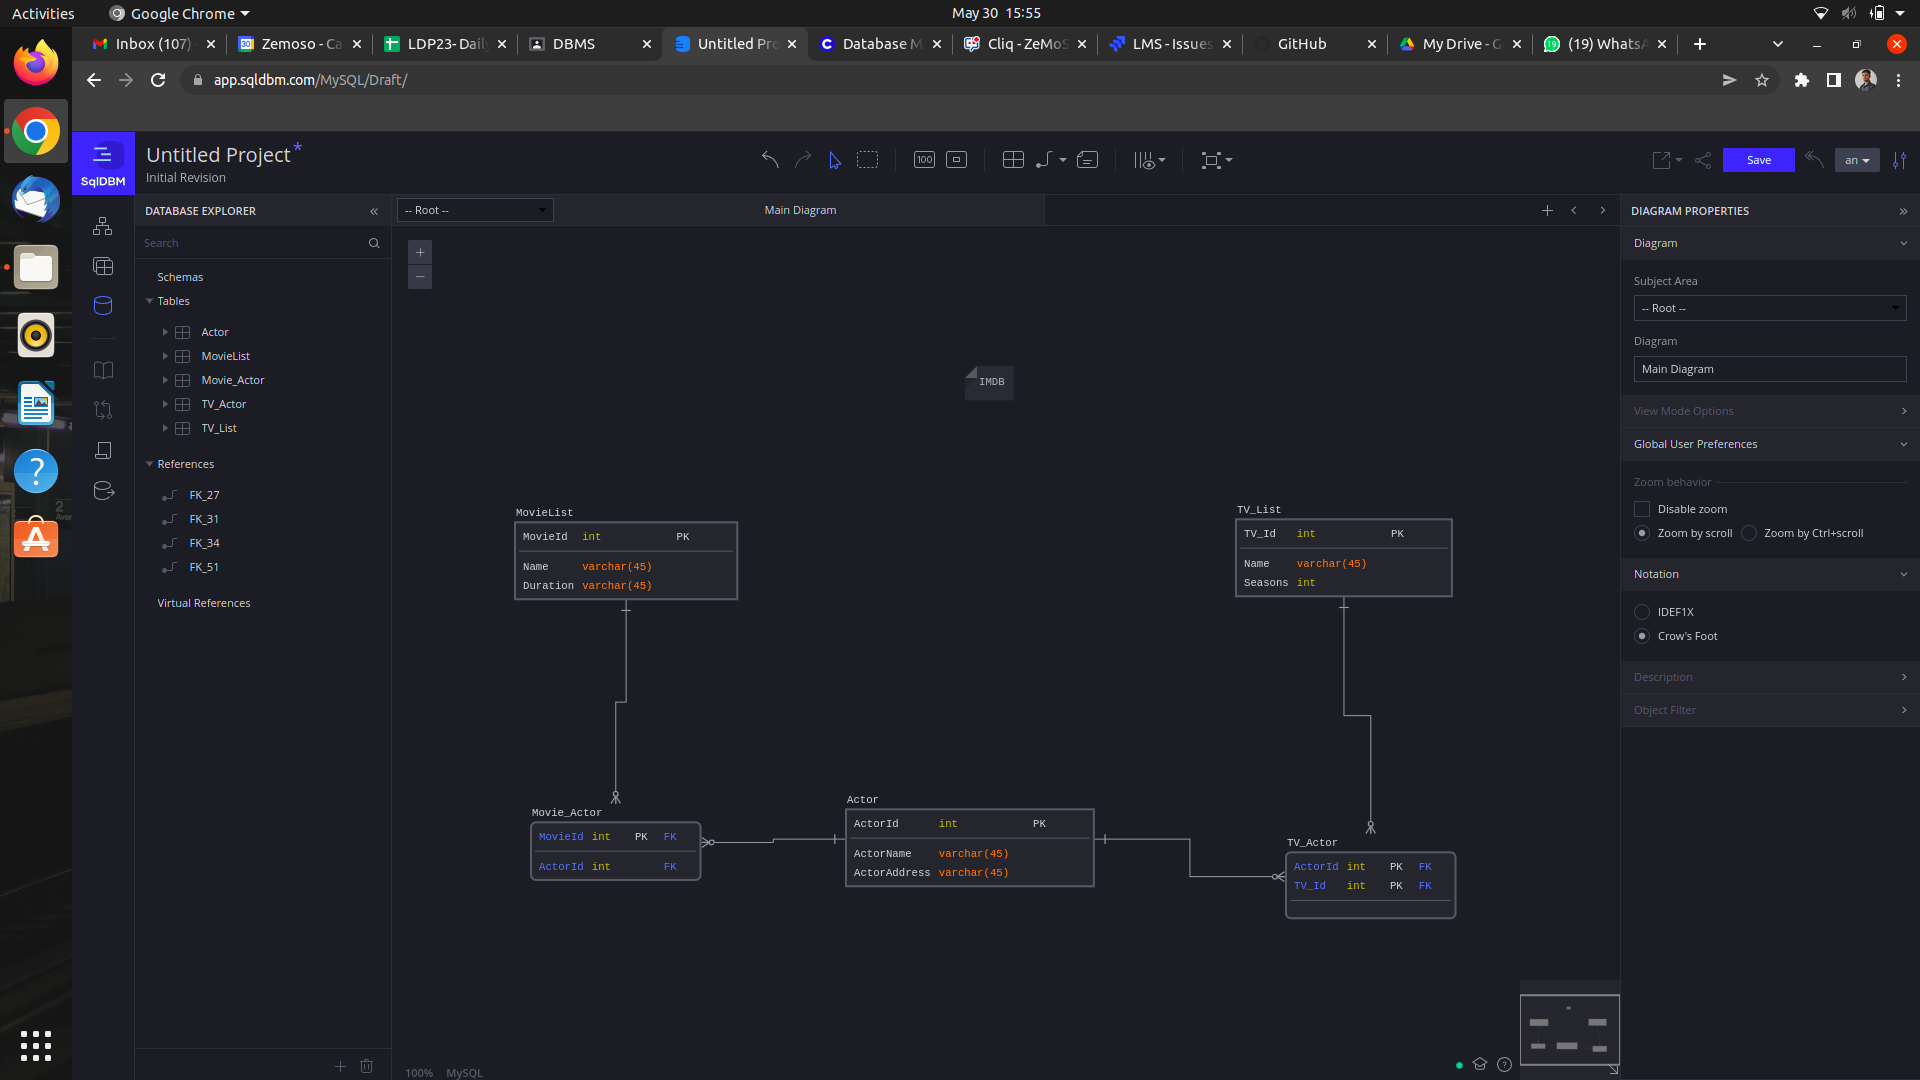 Activities
Google Chrome
May 30 15:55
Inbox (107)
Zemoso - Ca
LDP23- Daily
DBMS
Untitled Pro
Database M
Cliq - ZeMoS
LMS - Issues
GitHub
My Drive - G
(19) WhatsA
app.sqldbm.com/MySQL/Draft/
SqlDBM
Untitled Project*
Initial Revision
100
Save
an
DATABASE EXPLORER
Search
Schemas
Tables
Actor
MovieList
Movie_Actor
TV_Actor
TV_List
References
FK_27
FK_31
FK_34
FK_51
Virtual References
-- Root --
Main Diagram
IMDB
MovieList
MovieId int PK
Name varchar(45)
Duration varchar(45)
TV_List
TV_Id int PK
Name varchar(45)
Seasons int
Movie_Actor
MovieId int PK FK
ActorId int FK
Actor
ActorId int PK
ActorName varchar(45)
ActorAddress varchar(45)
TV_Actor
ActorId int PK FK
TV_Id int PK FK
100% MySQL
DIAGRAM PROPERTIES
Diagram
Subject Area
-- Root --
Diagram
Main Diagram
View Mode Options
Global User Preferences
Zoom behavior
Disable zoom
Zoom by scroll
Zoom by Ctrl+scroll
Notation
IDEF1X
Crow's Foot
Description
Object Filter